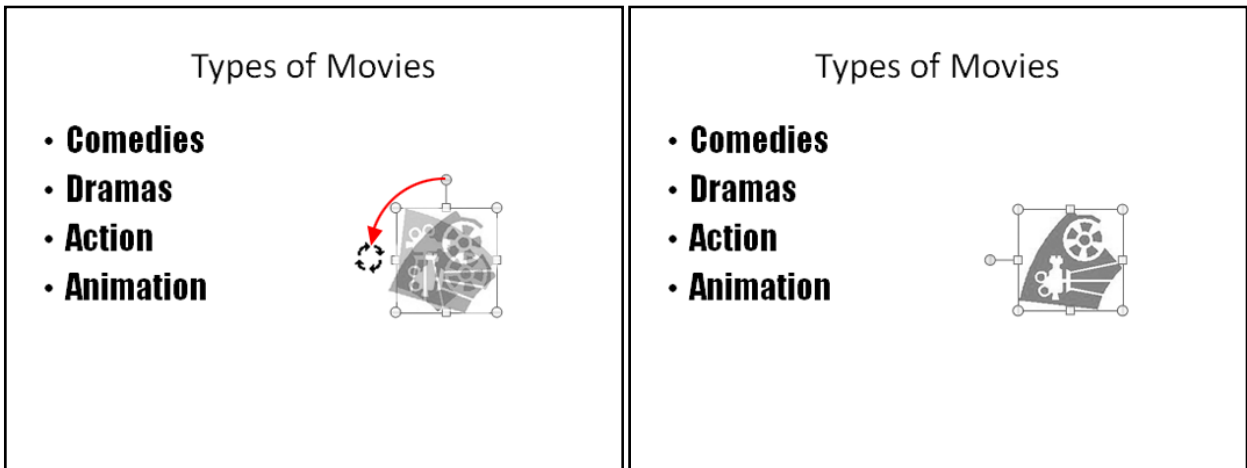 Types of Movies
• Comedies
• Dramas
• Action
• Animation
Types of Movies
• Comedies
• Dramas
• Action
• Animation